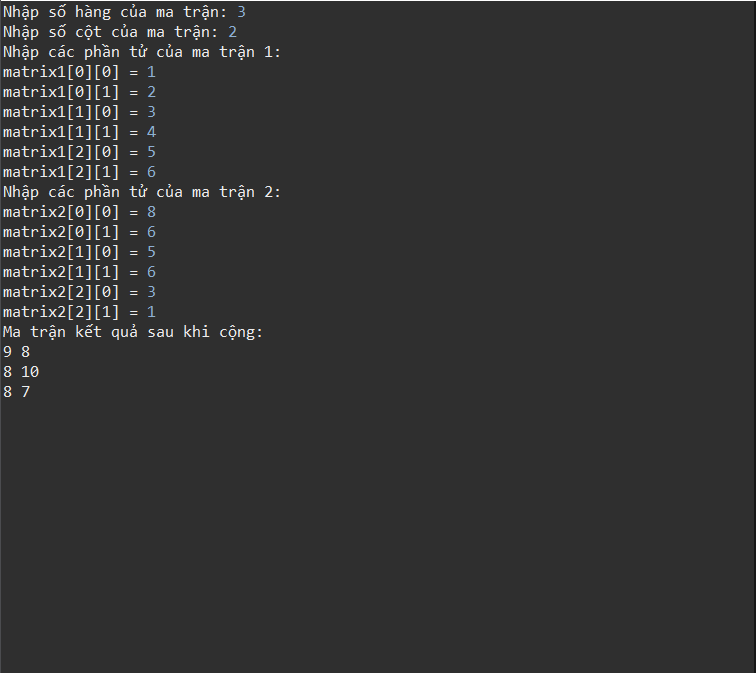 Nhập số hàng của ma trận: 3
Nhập số cột của ma trận: 2
Nhập các phần tử của ma trận 1:
matrix1[0][0] = 1
matrix1[0][1] = 2
matrix1[1][0] = 3
matrix1[1][1] = 4
matrix1[2][0] = 5
matrix1[2][1] = 6
Nhập các phần tử của ma trận 2:
matrix2[0][0] = 8
matrix2[0][1] = 6
matrix2[1][0] = 5
matrix2[1][1] = 6
matrix2[2][0] = 3
matrix2[2][1] = 1
Ma trận kết quả sau khi cộng:
9 8
8 10
8 7